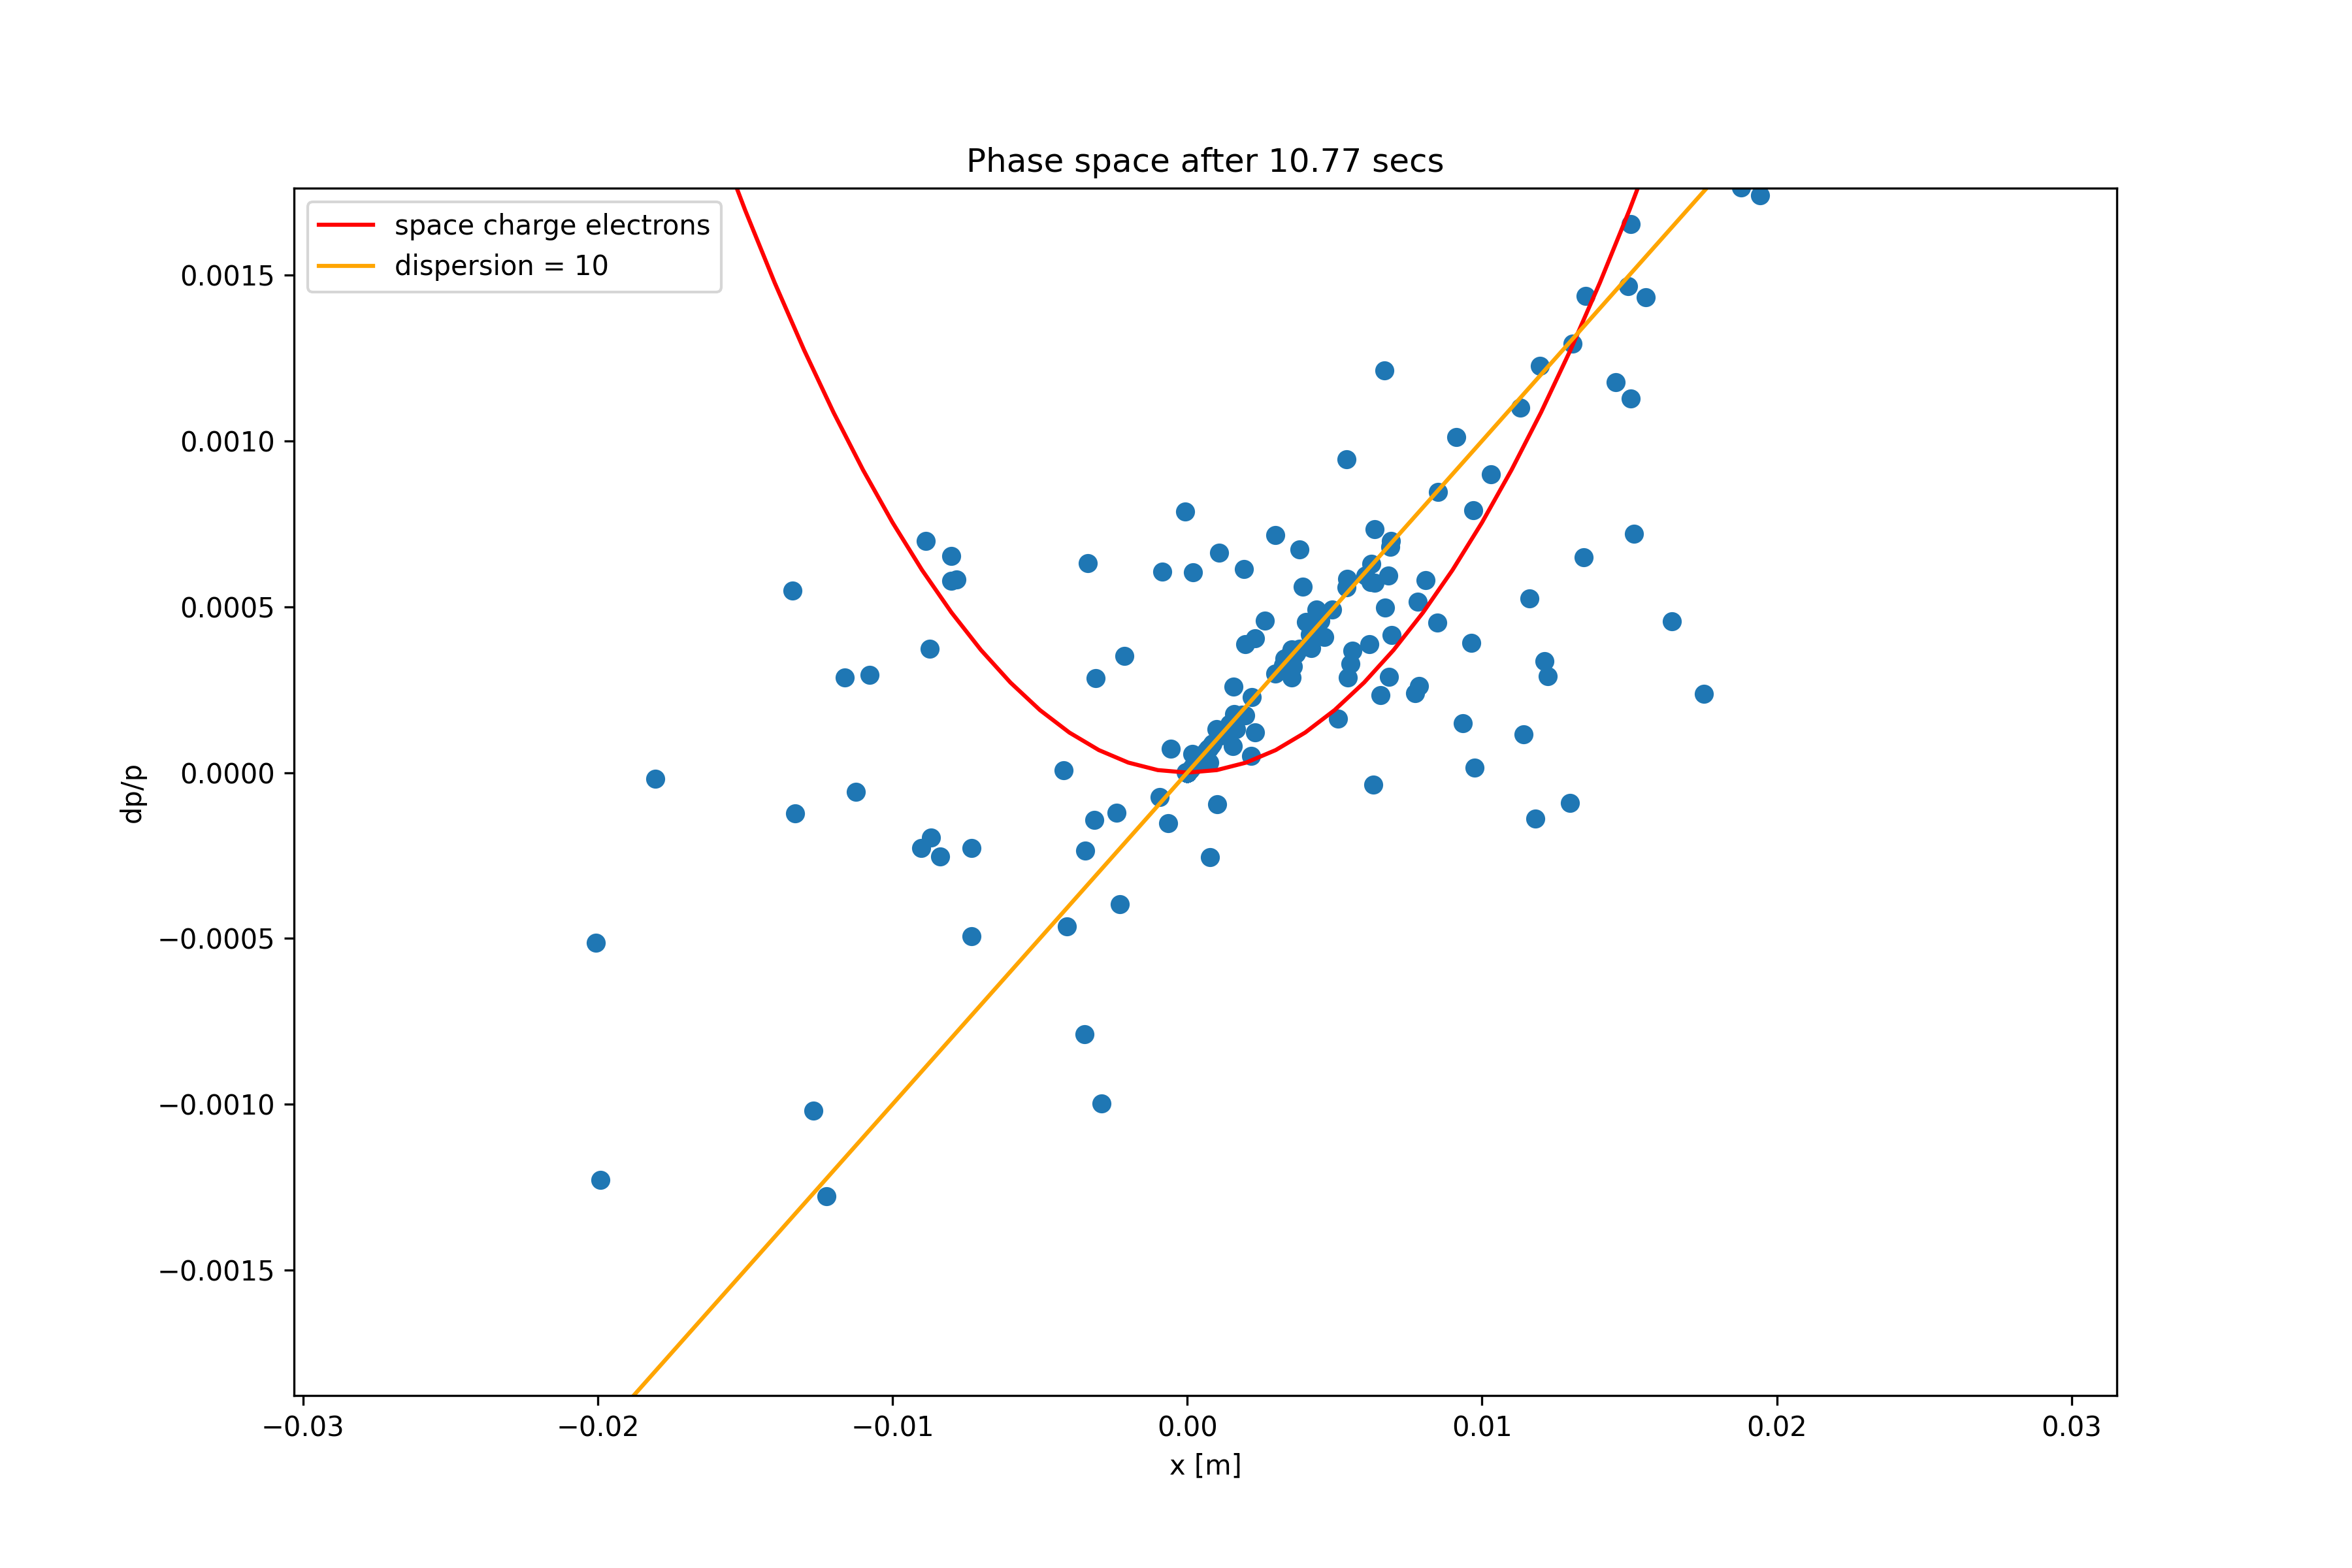 Phase space after 10.77 secs
space charge electrons
dispersion = 10
0.0015
0.0010
0.0005
0.0000
−0.0005
−0.0010
−0.0015
dp/p
−0.03
−0.02
−0.01
0.00
0.01
0.02
0.03
x [m]